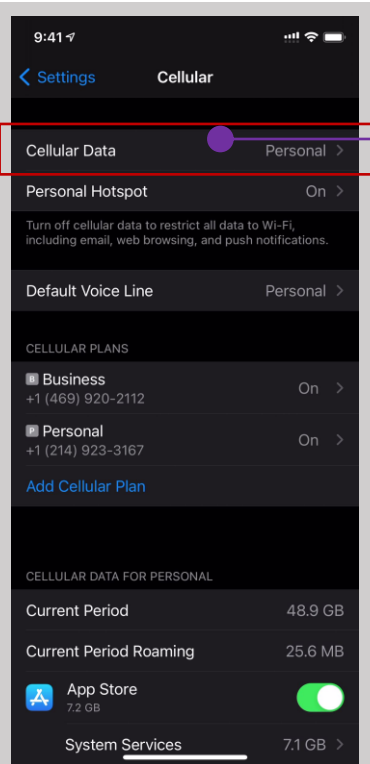 9:41
Settings
Cellular
Cellular Data Personal
Personal Hotspot On
Turn off cellular data to restrict all data to Wi-Fi,
including email, web browsing, and push notifications.
Default Voice Line Personal
CELLULAR PLANS
B Business
+1 (469) 920-2112 On
P Personal
+1 (214) 923-3167 On
Add Cellular Plan
CELLULAR DATA FOR PERSONAL
Current Period 48.9 GB
Current Period Roaming 25.6 MB
App Store
7.2 GB
System Services 7.1 GB